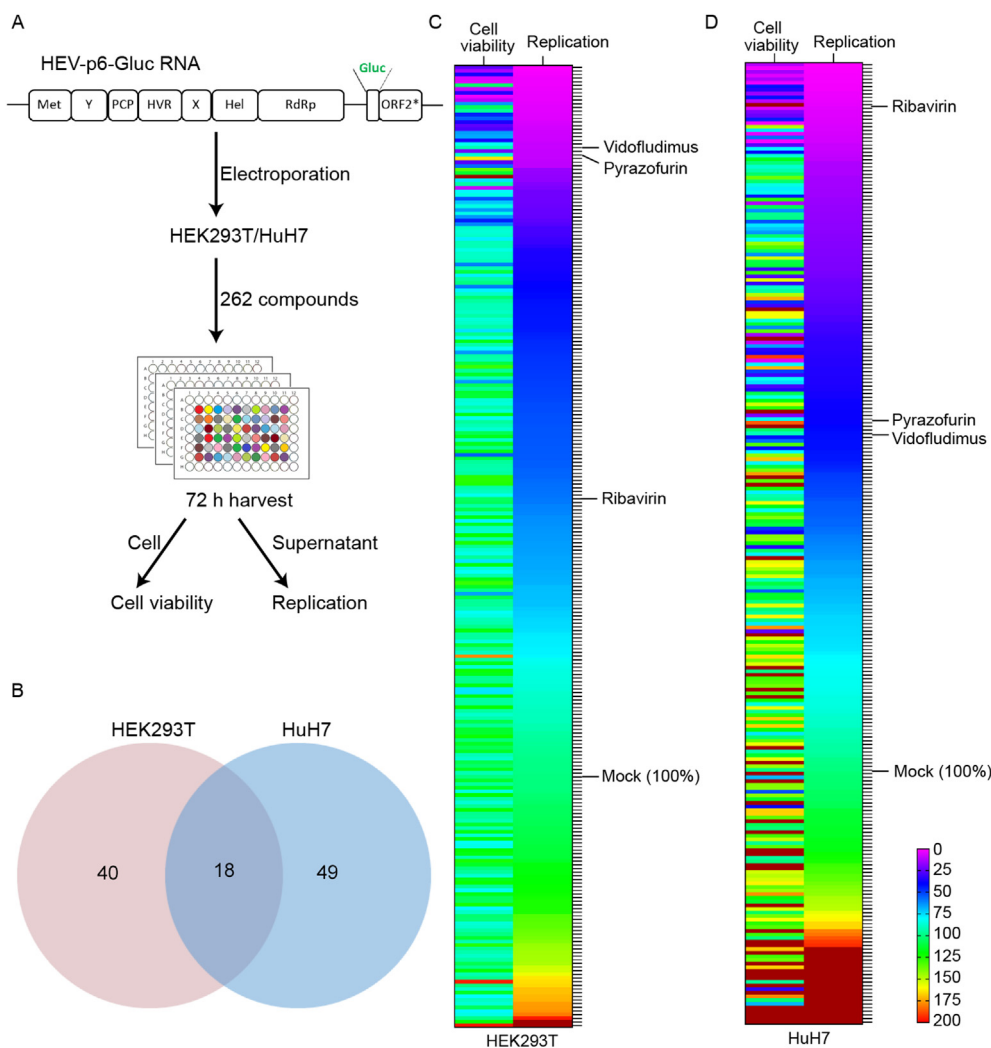 A
HEV-p6-Gluc RNA
Gluc
Met
Y
PCP
HVR
X
Hel
RdRp
ORF2*
Electroporation
HEK293T/HuH7
262 compounds
72 h harvest
Cell
Supernatant
Cell viability
Replication
B
HEK293T
HuH7
40
18
49
C
Cell
viability
Replication
Vidofludimus
Pyrazofurin
Ribavirin
Mock (100%)
HEK293T
D
Cell
viability
Replication
Ribavirin
Pyrazofurin
Vidofludimus
Mock (100%)
0
25
50
75
100
125
150
175
200
HuH7